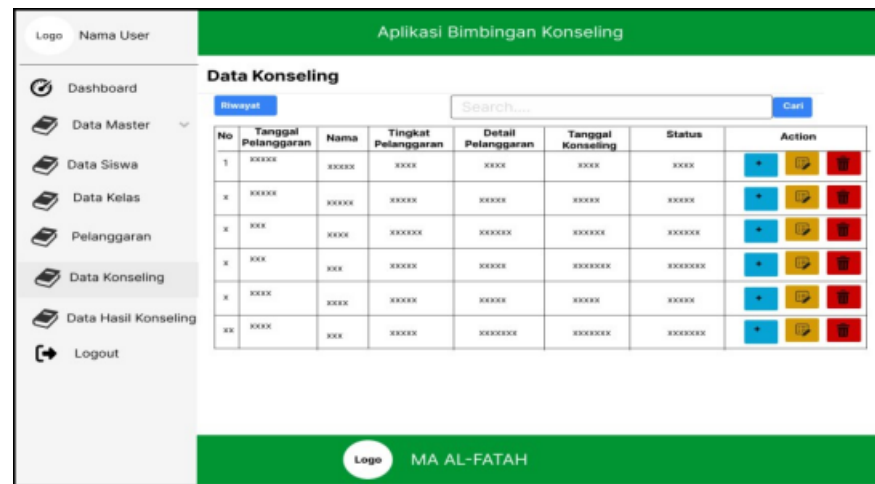 Logo Nama User
Aplikasi Bimbingan Konseling
Dashboard
Data Master
Data Siswa
Data Kelas
Pelanggaran
Data Konseling
Data Hasil Konseling
Logout
Data Konseling
Riwayat
Search....
Cari
No Tanggal Pelanggaran Nama Tingkat Pelanggaran Detail Pelanggaran Tanggal Konseling Status Action
1 xxxxx xxxxx xxxx xxxx xxxx xxxx +
x xxxxx xxxxx xxxxx xxxxx xxxxx xxxxx +
x xxx xxxx xxxxxx xxxxxx xxxxxx xxxxxx +
x xxx xxx xxxxx xxxxx xxxxxxx xxxxxxx +
x xxxx xxxx xxxxx xxxxx xxxxx xxxxx +
xx xxxx xxx xxxxx xxxxxxx xxxxxxx xxxxxxx +
Logo MA AL-FATAH